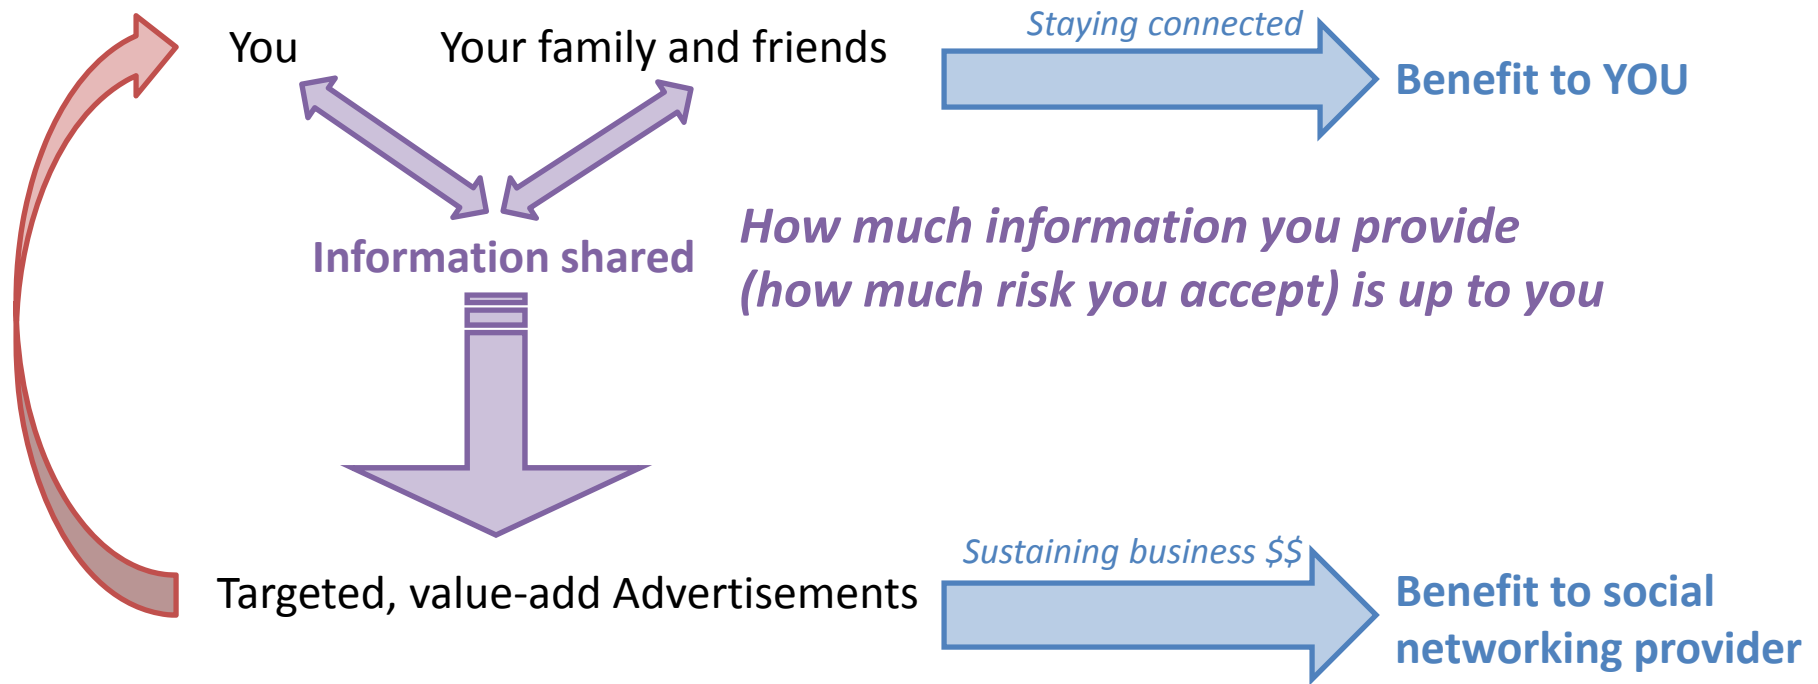 You
Your family and friends
Staying connected
Benefit to YOU
Information shared
How much information you provide
(how much risk you accept) is up to you
Targeted, value-add Advertisements
Sustaining business $$
Benefit to social
networking provider